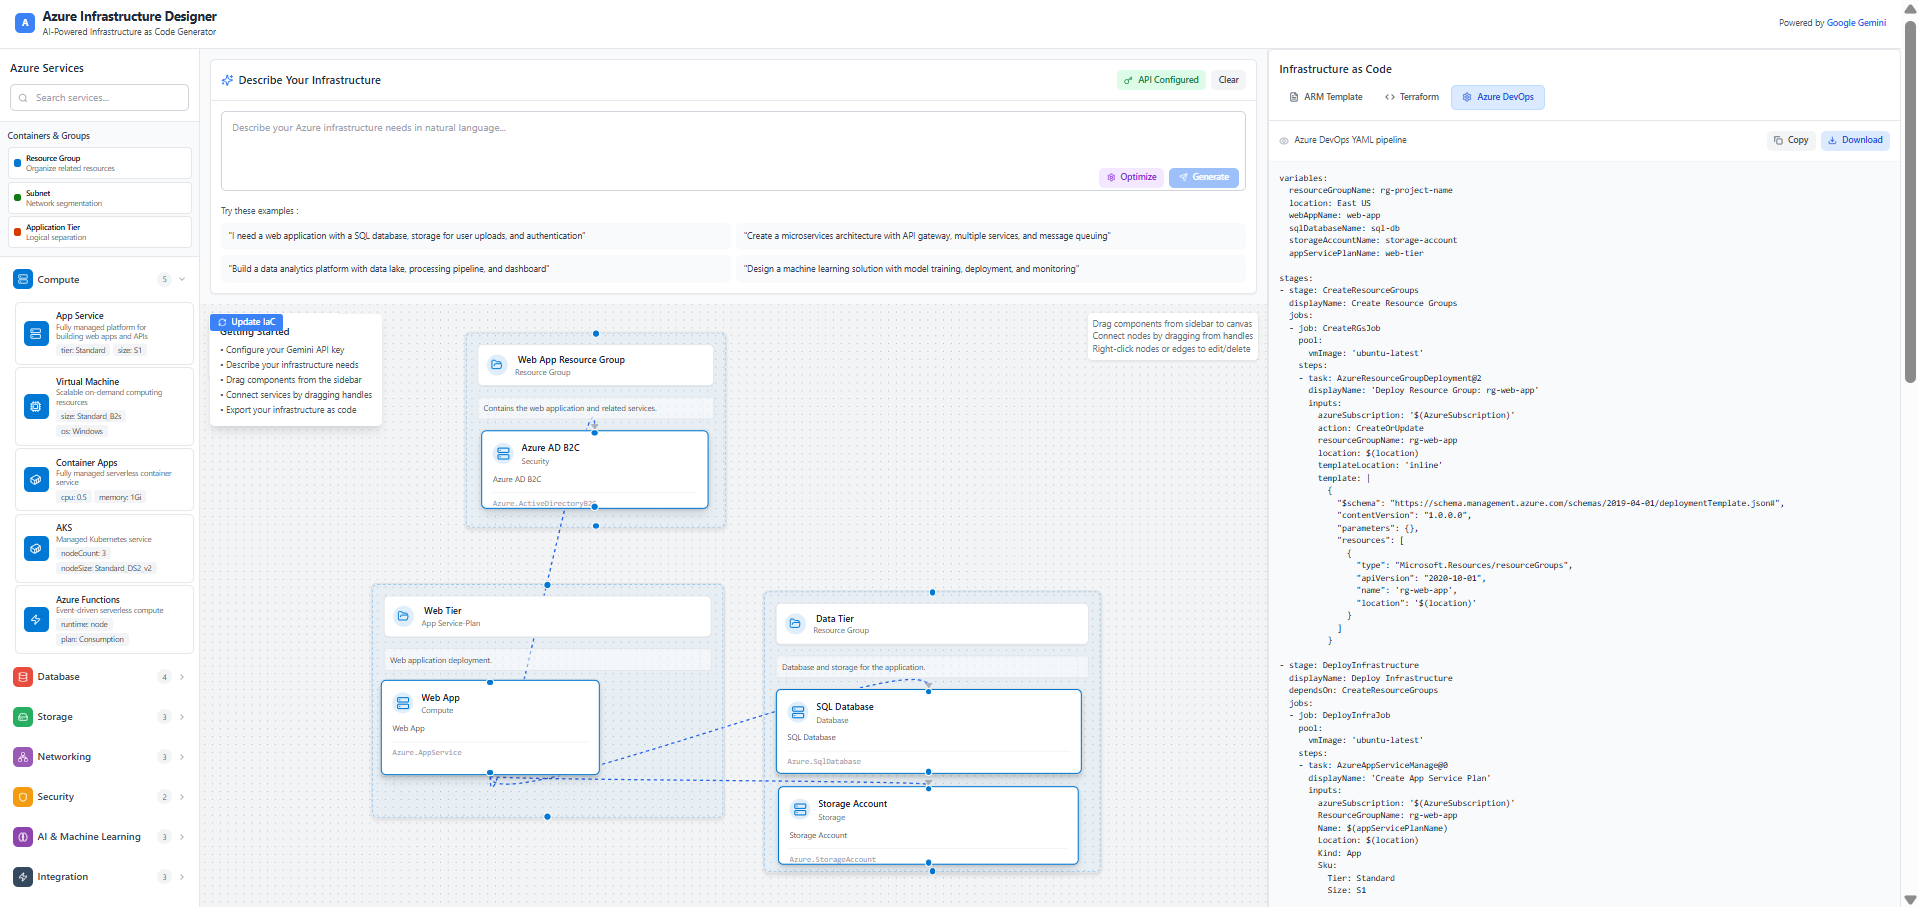 A
Azure Infrastructure Designer
AI-Powered Infrastructure as Code Generator
Powered by Google Gemini
Azure Services
Search services...
Containers & Groups
Resource Group
Organize related resources
Subnet
Network segmentation
Application Tier
Logical separation
Compute
5
App Service
Fully managed platform for
building web apps and APIs
tier: Standard
size: S1
Virtual Machine
Scalable on-demand computing
resources
size: Standard_B2s
os: Windows
Container Apps
Fully managed serverless container
service
cpu: 0.5
memory: 1Gi
AKS
Managed Kubernetes service
nodeCount: 3
nodeSize: Standard_DS2_v2
Azure Functions
Event-driven serverless compute
runtime: node
plan: Consumption
Database
4
Storage
3
Networking
3
Security
2
AI & Machine Learning
3
Integration
3
Describe Your Infrastructure
API Configured
Clear
Describe your Azure infrastructure needs in natural language...
Optimize
Generate
Try these examples :
"I need a web application with a SQL database, storage for user uploads, and authentication"
"Create a microservices architecture with API gateway, multiple services, and message queuing"
"Build a data analytics platform with data lake, processing pipeline, and dashboard"
"Design a machine learning solution with model training, deployment, and monitoring"
Update IaC
Getting Started
• Configure your Gemini API key
• Describe your infrastructure needs
• Drag components from the sidebar
• Connect services by dragging handles
• Export your infrastructure as code
Drag components from sidebar to canvas
Connect nodes by dragging from handles
Right-click nodes or edges to edit/delete
Web App Resource Group
Resource Group
Contains the web application and related services.
Azure AD B2C
Security
Azure AD B2C
Azure.ActiveDirectoryB2C
Web Tier
App Service-Plan
Web application deployment.
Web App
Compute
Web App
Azure.AppService
Data Tier
Resource Group
Database and storage for the application.
SQL Database
Database
SQL Database
Azure.SqlDatabase
Storage Account
Storage
Storage Account
Azure.StorageAccount
Infrastructure as Code
ARM Template
Terraform
Azure DevOps
Azure DevOps YAML pipeline
Copy
Download
variables:
resourceGroupName: rg-project-name
location: East US
webAppName: web-app
sqlDatabaseName: sql-db
storageAccountName: storage-account
appServicePlanName: web-tier
stages:
- stage: CreateResourceGroups
displayName: Create Resource Groups
jobs:
- job: CreateRGsJob
pool:
vmImage: 'ubuntu-latest'
steps:
- task: AzureResourceGroupDeployment@2
displayName: 'Deploy Resource Group: rg-web-app'
inputs:
azureSubscription: '$(AzureSubscription)'
action: CreateOrUpdate
resourceGroupName: rg-web-app
location: $(location)
templateLocation: 'inline'
template: |
{
"$schema": "https://schema.management.azure.com/schemas/2019-04-01/deploymentTemplate.json#",
"contentVersion": "1.0.0.0",
"parameters": {},
"resources": [
{
"type": "Microsoft.Resources/resourceGroups",
"apiVersion": "2020-10-01",
"name": 'rg-web-app',
"location": '$(location)'
}
]
}
- stage: DeployInfrastructure
displayName: Deploy Infrastructure
dependsOn: CreateResourceGroups
jobs:
- job: DeployInfraJob
pool:
vmImage: 'ubuntu-latest'
steps:
- task: AzureAppServiceManage@0
displayName: 'Create App Service Plan'
inputs:
azureSubscription: '$(AzureSubscription)'
ResourceGroupName: rg-web-app
Name: $(appServicePlanName)
Location: $(location)
Kind: App
Sku:
Tier: Standard
Size: S1